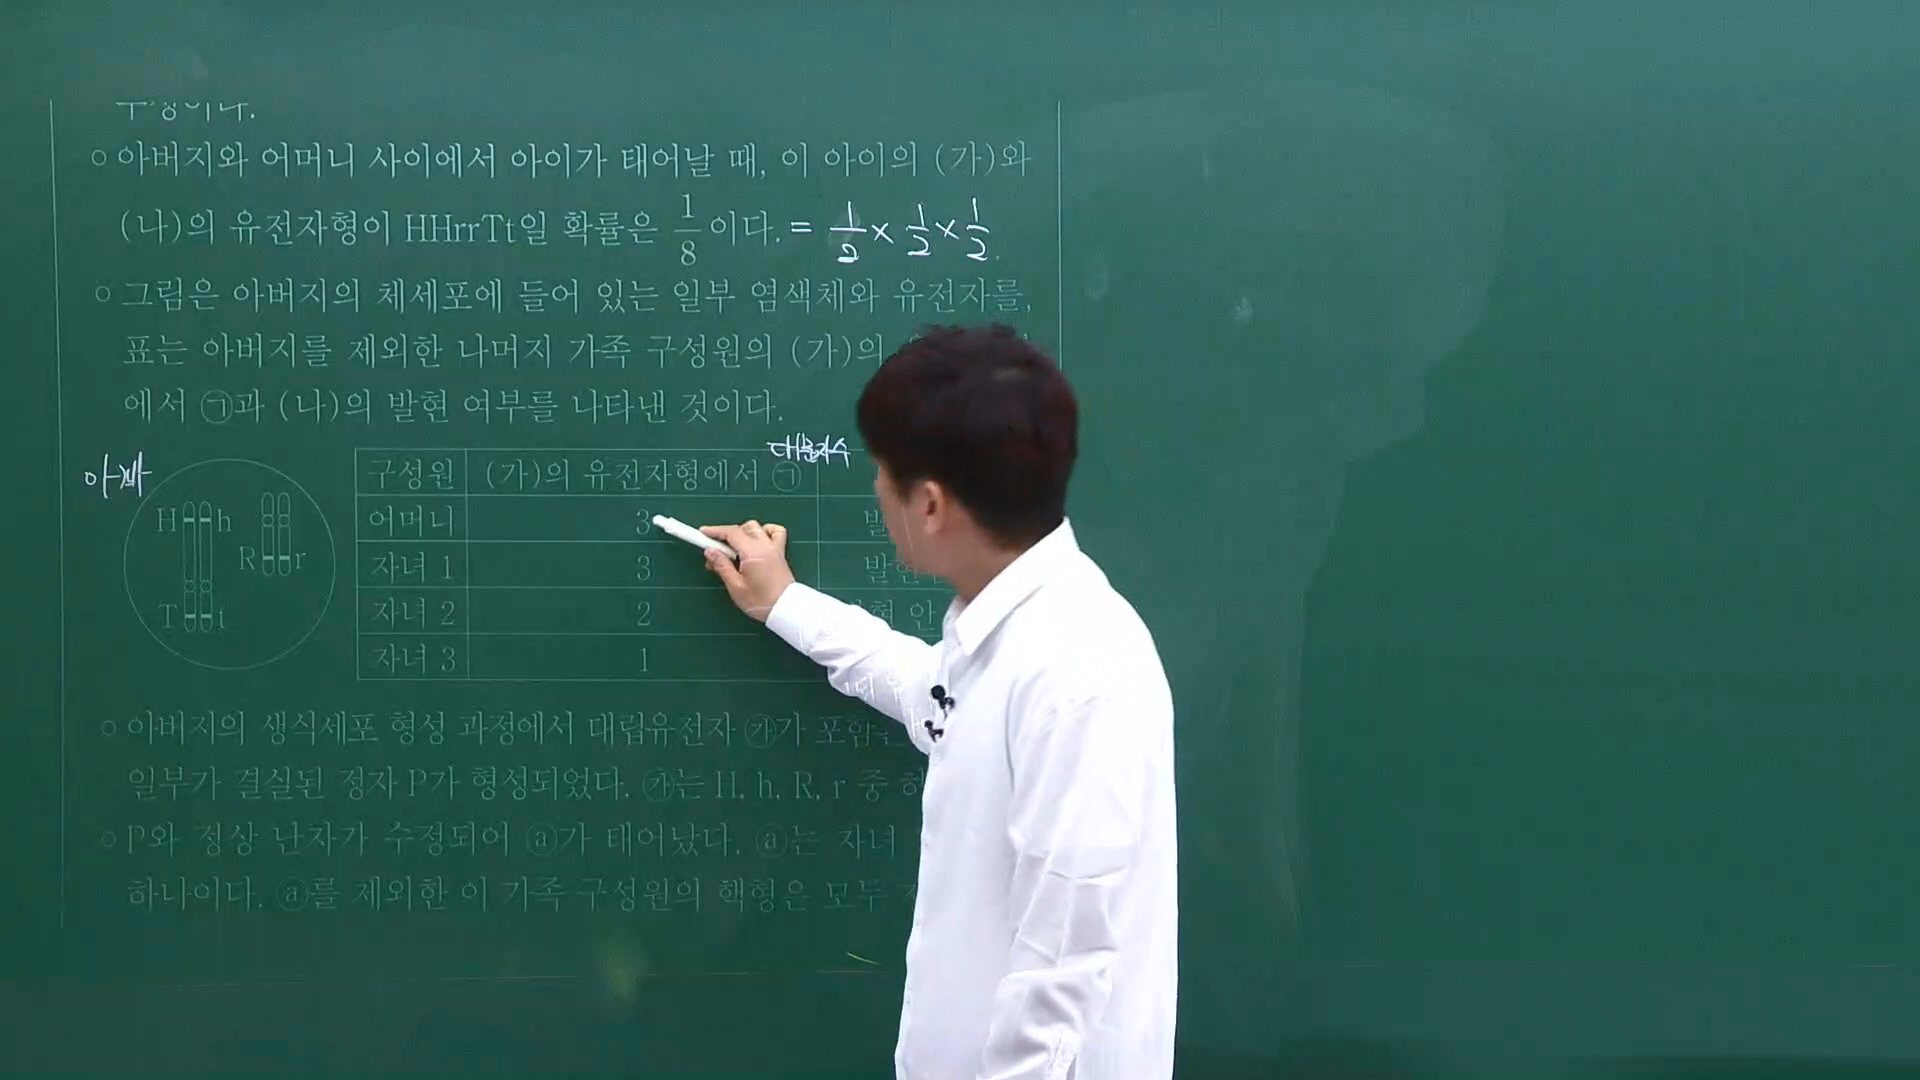 아버지와 어머니 사이에서 아이가 태어날 때, 이 아이의 (가)와
(나)의 유전자형이 HHrrTt일 확률은 1/8 이다. = 1/2 × 1/2 × 1/2
그림은 아버지의 체세포에 들어 있는 일부 염색체와 유전자를,
표는 아버지를 제외한 나머지 가족 구성원의 (가)의
에서 ㉠과 (나)의 발현 여부를 나타낸 것이다.
아빠
H h
R r
T t
대문자수
구성원 (가)의 유전자형에서 ㉠
어머니 3
자녀 1 3
자녀 2 2 안
자녀 3 1
아버지의 생식세포 형성 과정에서 대립유전자 ㉮가
일부가 결실된 정자 P가 형성되었다. ㉮는 H, h, R, r 중
P와 정상 난자가 수정되어 ⓐ가 태어났다. ⓐ는 자녀
하나이다. ⓐ를 제외한 이 가족 구성원의 핵형은 모두